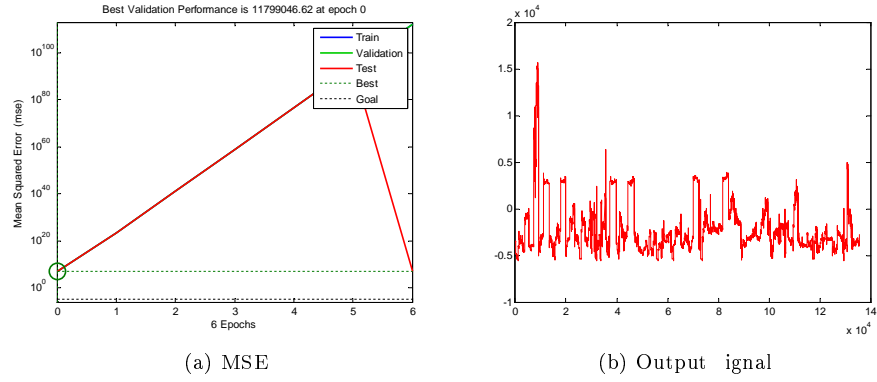 Best Validation Performance is 11799046.62 at epoch 0
Mean Squared Error (mse)
10^100
10^80
10^60
10^40
10^20
10^0
Train
Validation
Test
Best
Goal
0 1 2 3 4 5 6
6 Epochs
(a) MSE
x 10^4
2
1.5
1
0.5
0
-0.5
-1
0 2 4 6 8 10 12 14
x 10^4
(b) Output ignal